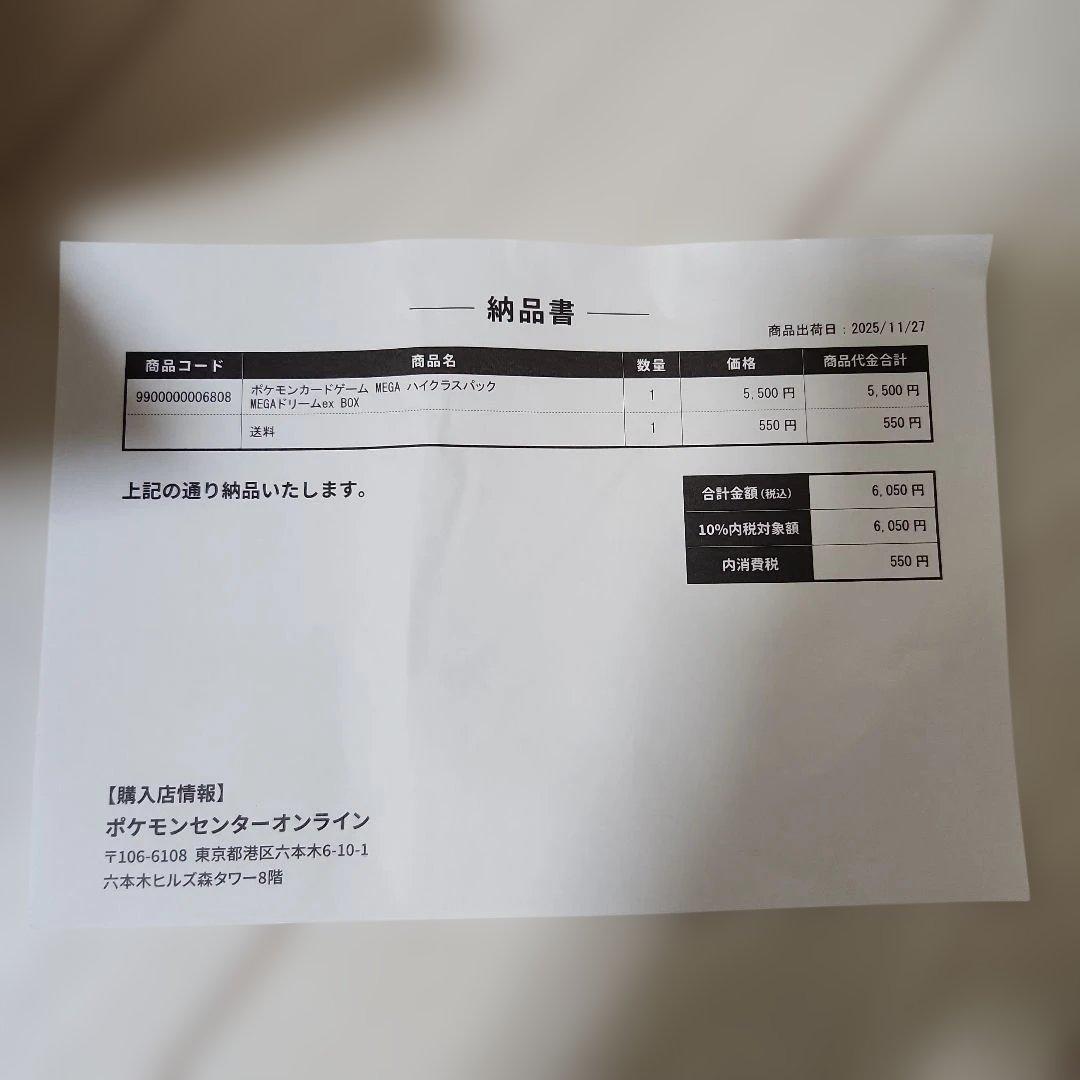 納品書
商品出荷日：2025/11/27
商品コード 商品名 数量 価格 商品代金合計
9900000006808 ポケモンカードゲーム MEGA ハイクラスパック 1 5,500 円 5,500 円
MEGAドリームex BOX
送料 1 550 円 550 円
上記の通り納品いたします。
合計金額(税込) 6,050 円
10%内税対象額 6,050 円
内消費税 550 円
【購入店情報】
ポケモンセンターオンライン
〒106-6108 東京都港区六本木6-10-1
六本木ヒルズ森タワー8階